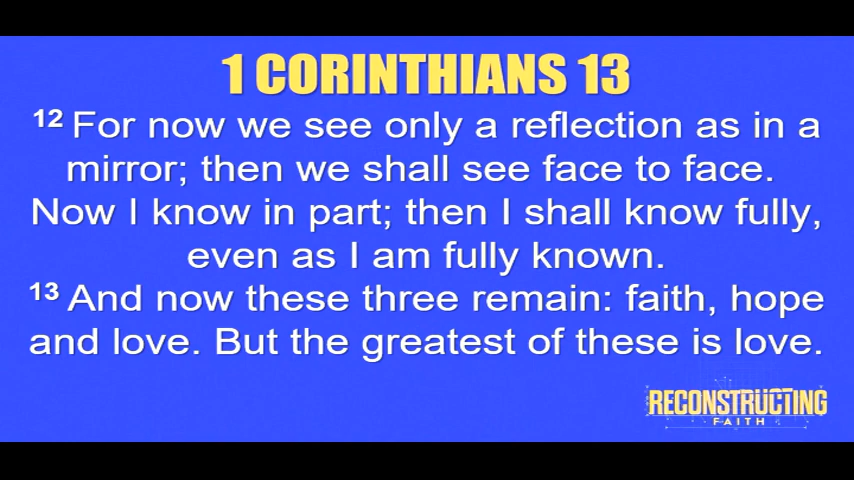 1 CORINTHIANS 13
12 For now we see only a reflection as in a
mirror; then we shall see face to face.
Now I know in part; then I shall know fully,
even as I am fully known.
13 And now these three remain: faith, hope
and love. But the greatest of these is love.
RECONSTRUCTING
FAITH